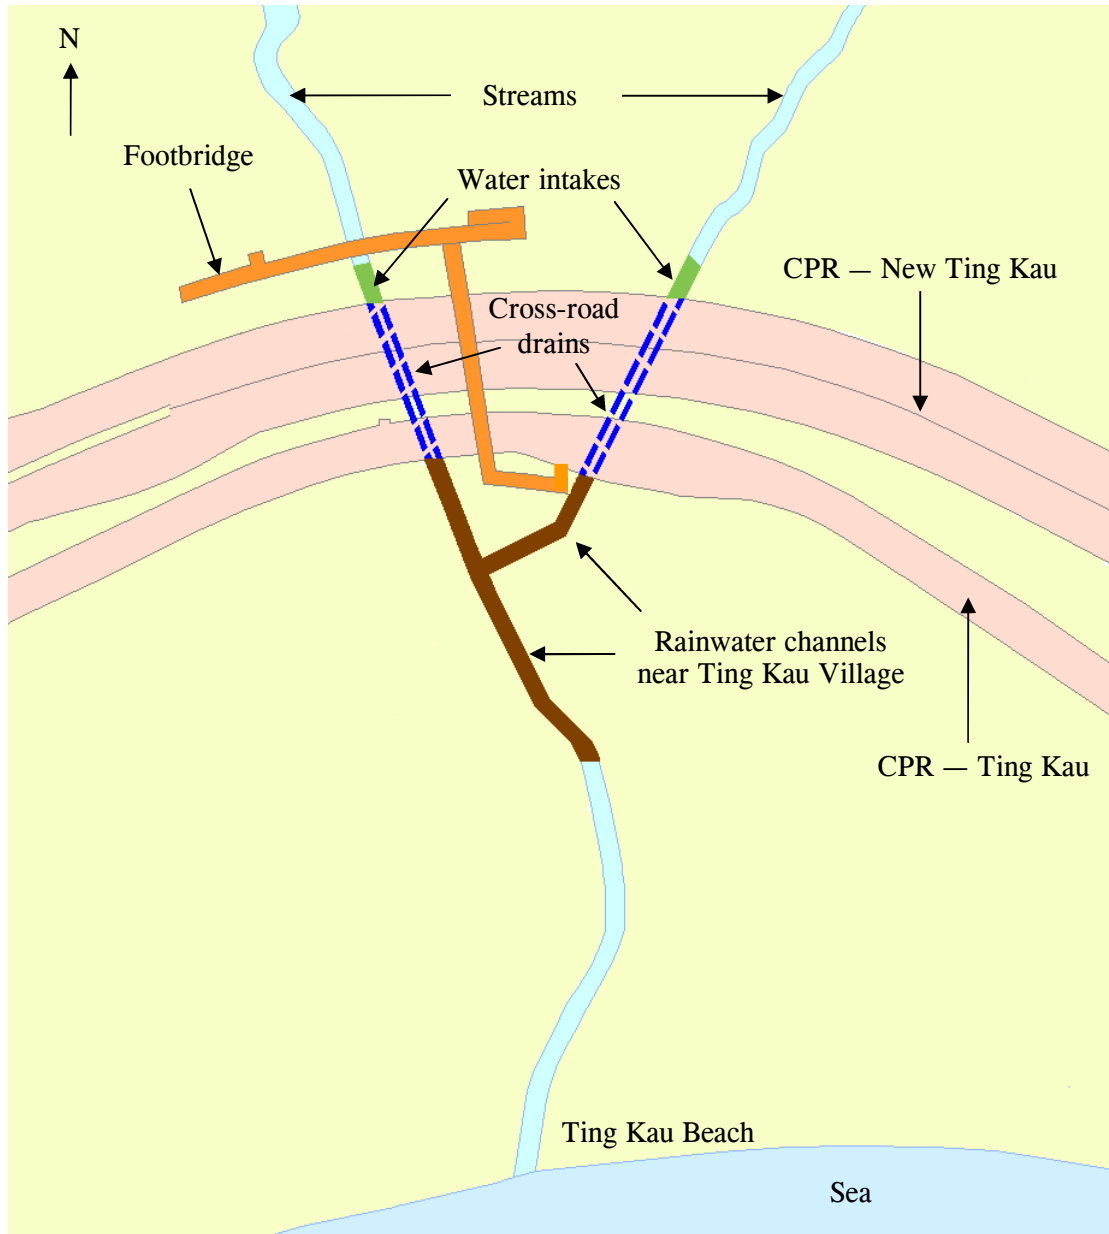 N
Streams
Footbridge
Water intakes
CPR — New Ting Kau
Cross-road
drains
Rainwater channels
near Ting Kau Village
CPR — Ting Kau
Ting Kau Beach
Sea